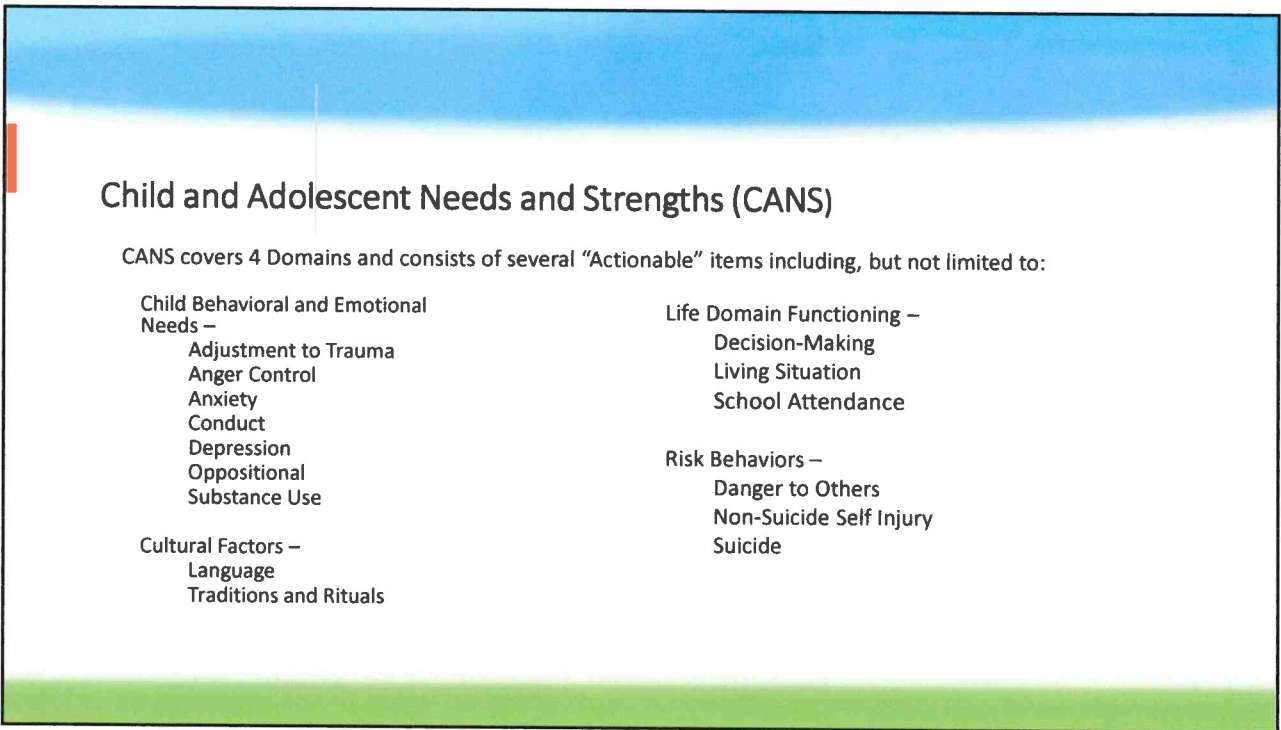 Child and Adolescent Needs and Strengths (CANS)
CANS covers 4 Domains and consists of several “Actionable” items including, but not limited to:
Child Behavioral and Emotional
Needs –
Adjustment to Trauma
Anger Control
Anxiety
Conduct
Depression
Oppositional
Substance Use
Cultural Factors –
Language
Traditions and Rituals
Life Domain Functioning –
Decision-Making
Living Situation
School Attendance
Risk Behaviors –
Danger to Others
Non-Suicide Self Injury
Suicide